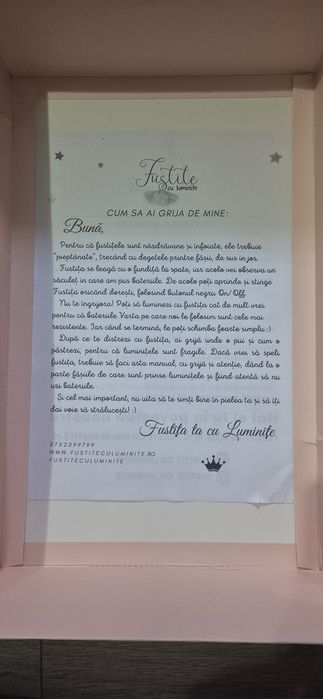 Fustițe
cu luminițe
CUM SA AI GRIJA DE MINE:
Bună,
Pentru că fustițele sunt năzdrăvane și înfoiate, ele trebuie
"pieptănate", trecând cu degetele printre fâșii, de sus in jos.
Fustița se leagă cu o fundiță la spate, iar acolo vei observa un
săculeț in care am pus bateriile. De acolo poți aprinde și stinge
Fustița oricând dorești, folosind butonul negru On/ Off.
Nu te îngrijora! Poți să luminezi cu fustița cat de mult vrei
pentru că bateriile Varta pe care noi le folosim sunt cele mai
rezistente. Iar când se termină, le poți schimba foarte simplu :)
După ce te distrezi cu fustița, ai grijă unde o pui și cum o
păstrezi, pentru că luminițele sunt fragile. Dacă vrei să speli
fustița, trebuie să faci asta manual, cu grijă și atenție, dând la o
parte fâșiile de care sunt prinse luminițele și fiind atentă să nu
uzi bateriile.
Și cel mai important, nu uita să te simți bine în pielea ta și să îți
dai voie să strălucești! :)
Fustița ta cu Luminițe
0752099799
WWW.FUSTITECULUMINITE.RO
FUSTITECULUMINITE